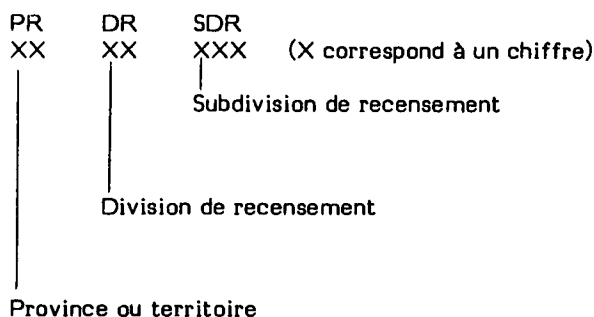 PR DR SDR
XX XX XXX (X correspond à un chiffre)
Subdivision de recensement
Division de recensement
Province ou territoire